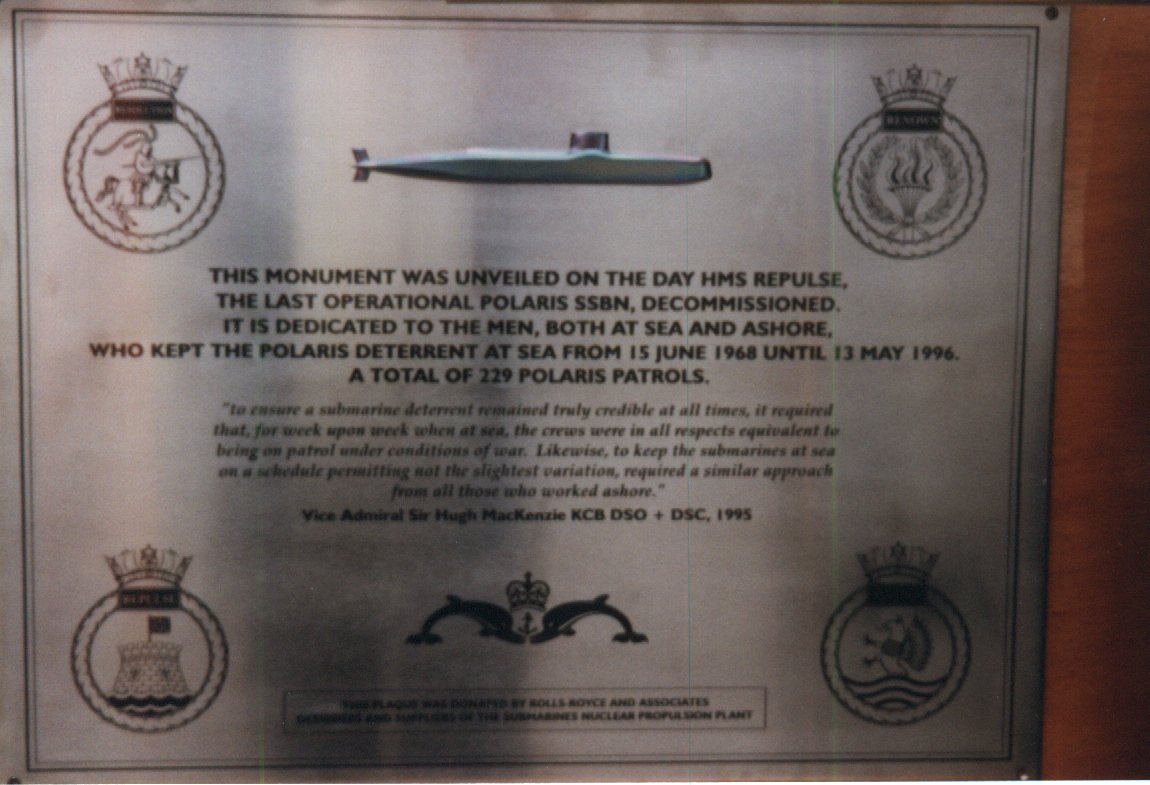 RESOLUTION
RENOWN
THIS MONUMENT WAS UNVEILED ON THE DAY HMS REPULSE,
THE LAST OPERATIONAL POLARIS SSBN, DECOMMISSIONED.
IT IS DEDICATED TO THE MEN, BOTH AT SEA AND ASHORE,
WHO KEPT THE POLARIS DETERRENT AT SEA FROM 15 JUNE 1968 UNTIL 13 MAY 1996.
A TOTAL OF 229 POLARIS PATROLS.
"to ensure a submarine deterrent remained truly credible at all times, it required
that, for week upon week when at sea, the crews were in all respects equivalent to
being on patrol under conditions of war. Likewise, to keep the submarines at sea
on a schedule permitting not the slightest variation, required a similar approach
from all those who worked ashore."
Vice Admiral Sir Hugh MacKenzie KCB DSO + DSC, 1995
REPULSE
THIS PLAQUE WAS DONATED BY ROLLS-ROYCE AND ASSOCIATES
DESIGNERS AND SUPPLIERS OF THE SUBMARINES NUCLEAR PROPULSION PLANT